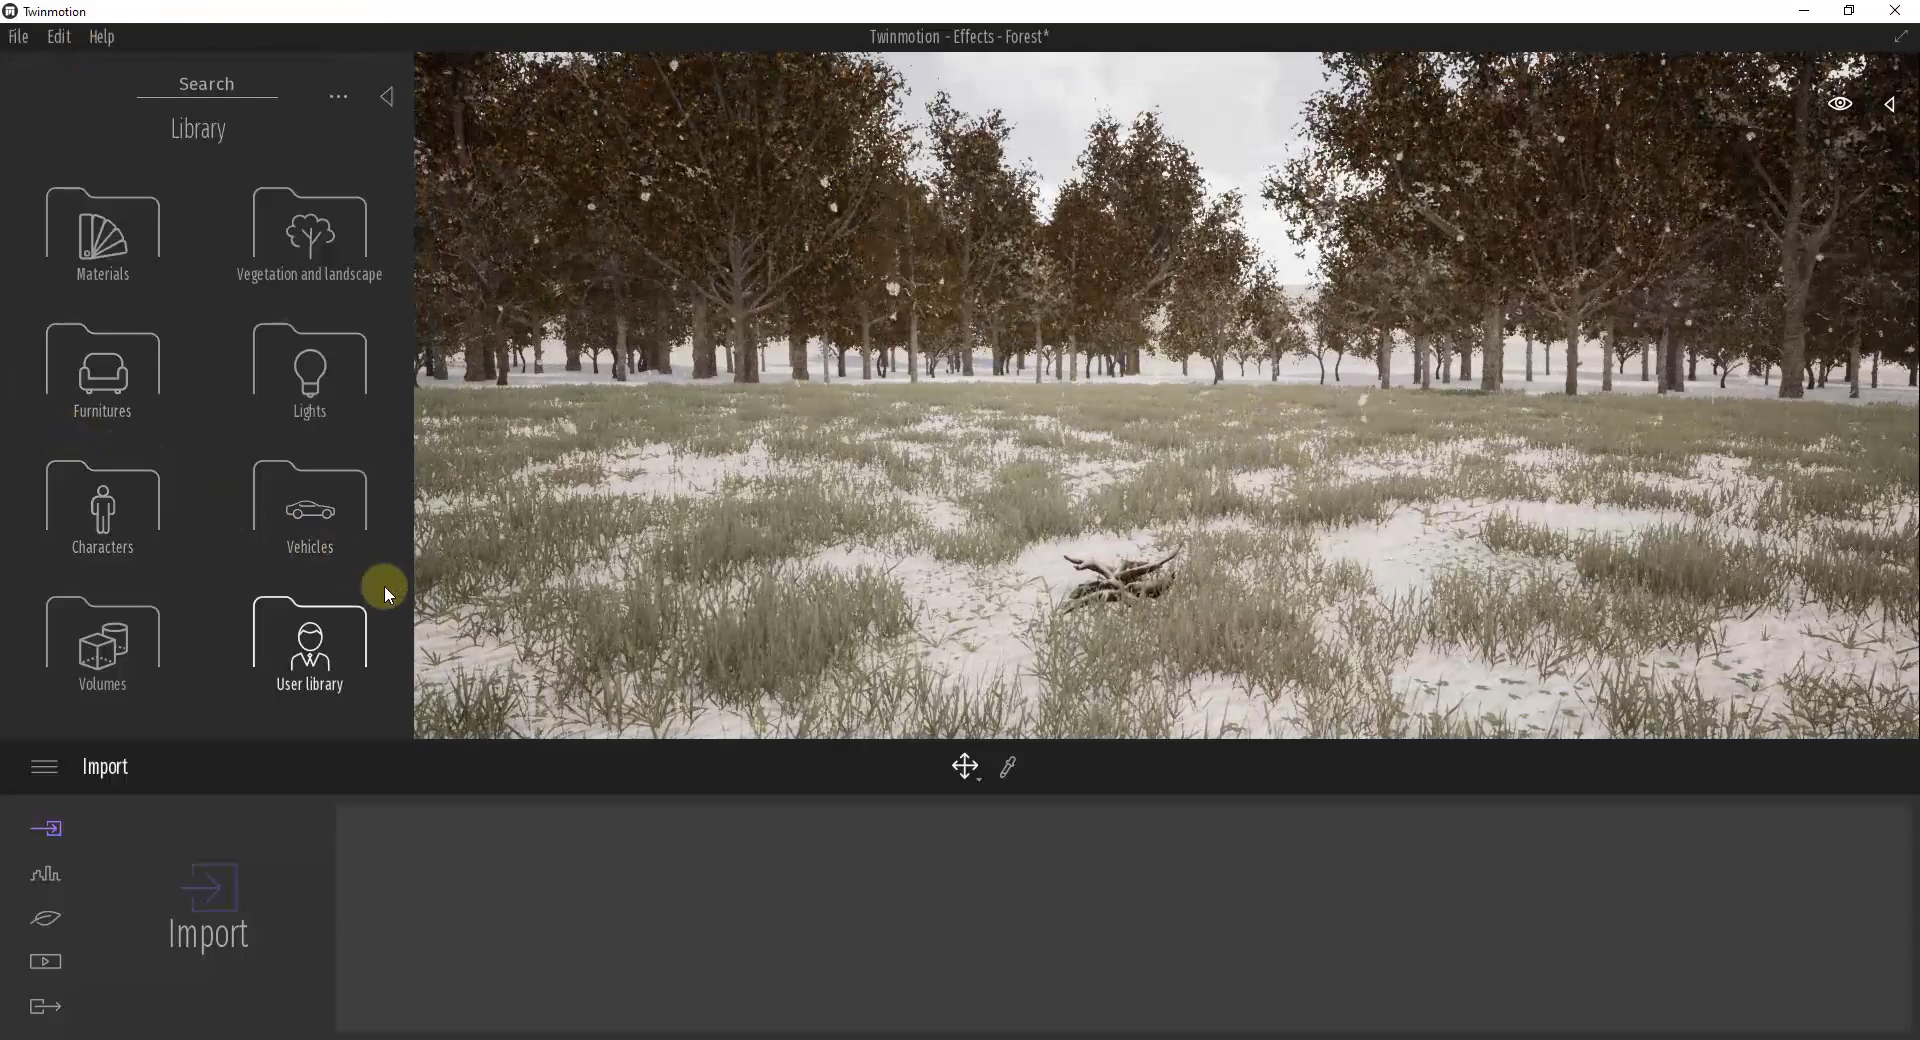 Twinmotion
File Edit Help
Twinmotion - Effects - Forest*
Search
...
Library
Materials
Vegetation and landscape
Furnitures
Lights
Characters
Vehicles
Volumes
User library
Import
Import